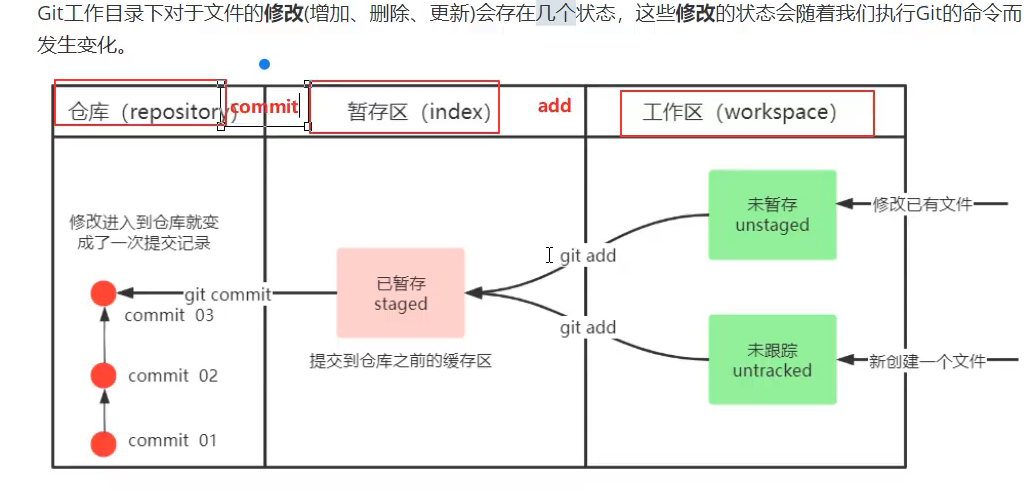 Git工作目录下对于文件的修改(增加、删除、更新)会存在几个状态，这些修改的状态会随着我们执行Git的命令而
发生变化。
仓库（repository）
commit
暂存区（index）
add
工作区（workspace）
修改进入到仓库就变
成了一次提交记录
未暂存
unstaged
修改已有文件
git add
已暂存
staged
git commit
commit 03
git add
提交到仓库之前的缓存区
未跟踪
untracked
新创建一个文件
commit 02
commit 01